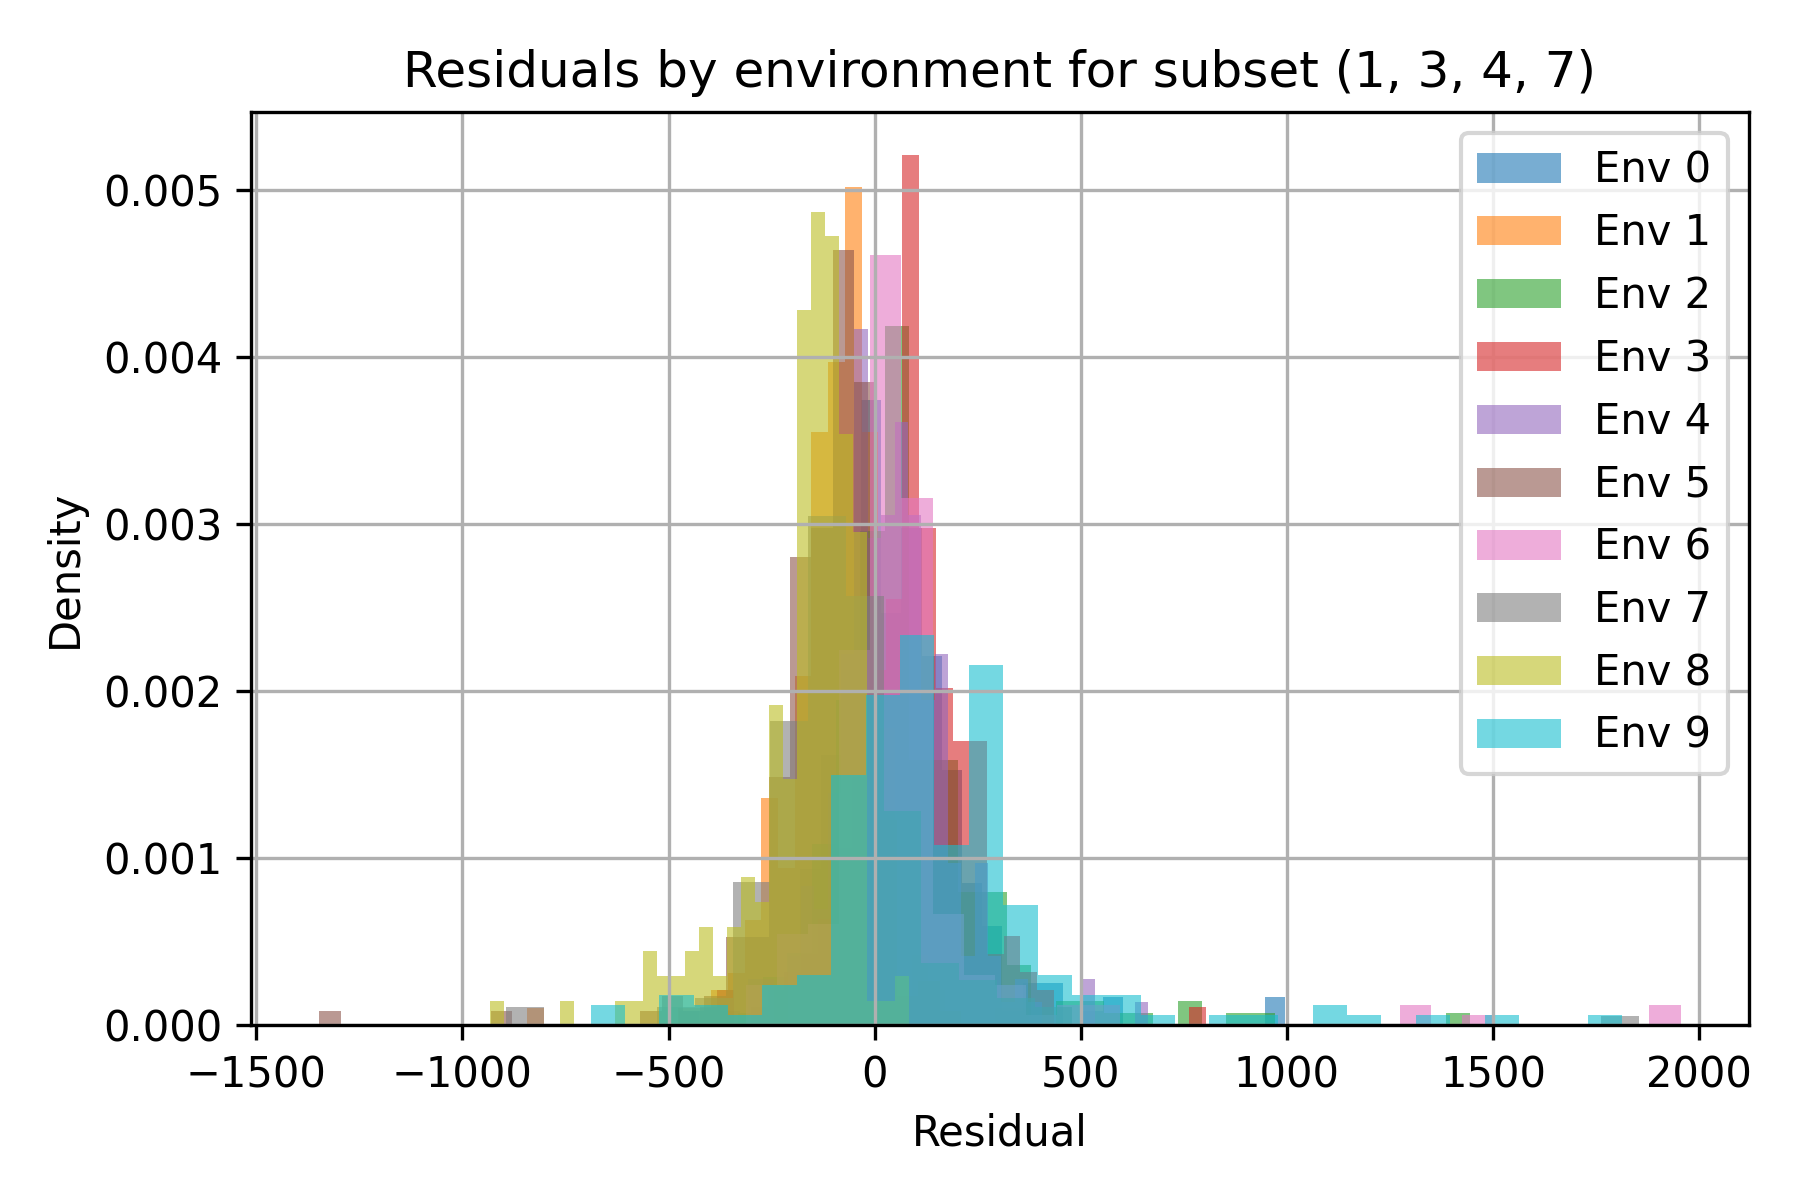 Residuals by environment for subset (1, 3, 4, 7)
Density
0.005
0.004
0.003
0.002
0.001
0.000
−1500
−1000
−500
0
500
1000
1500
2000
Residual
Env 0
Env 1
Env 2
Env 3
Env 4
Env 5
Env 6
Env 7
Env 8
Env 9